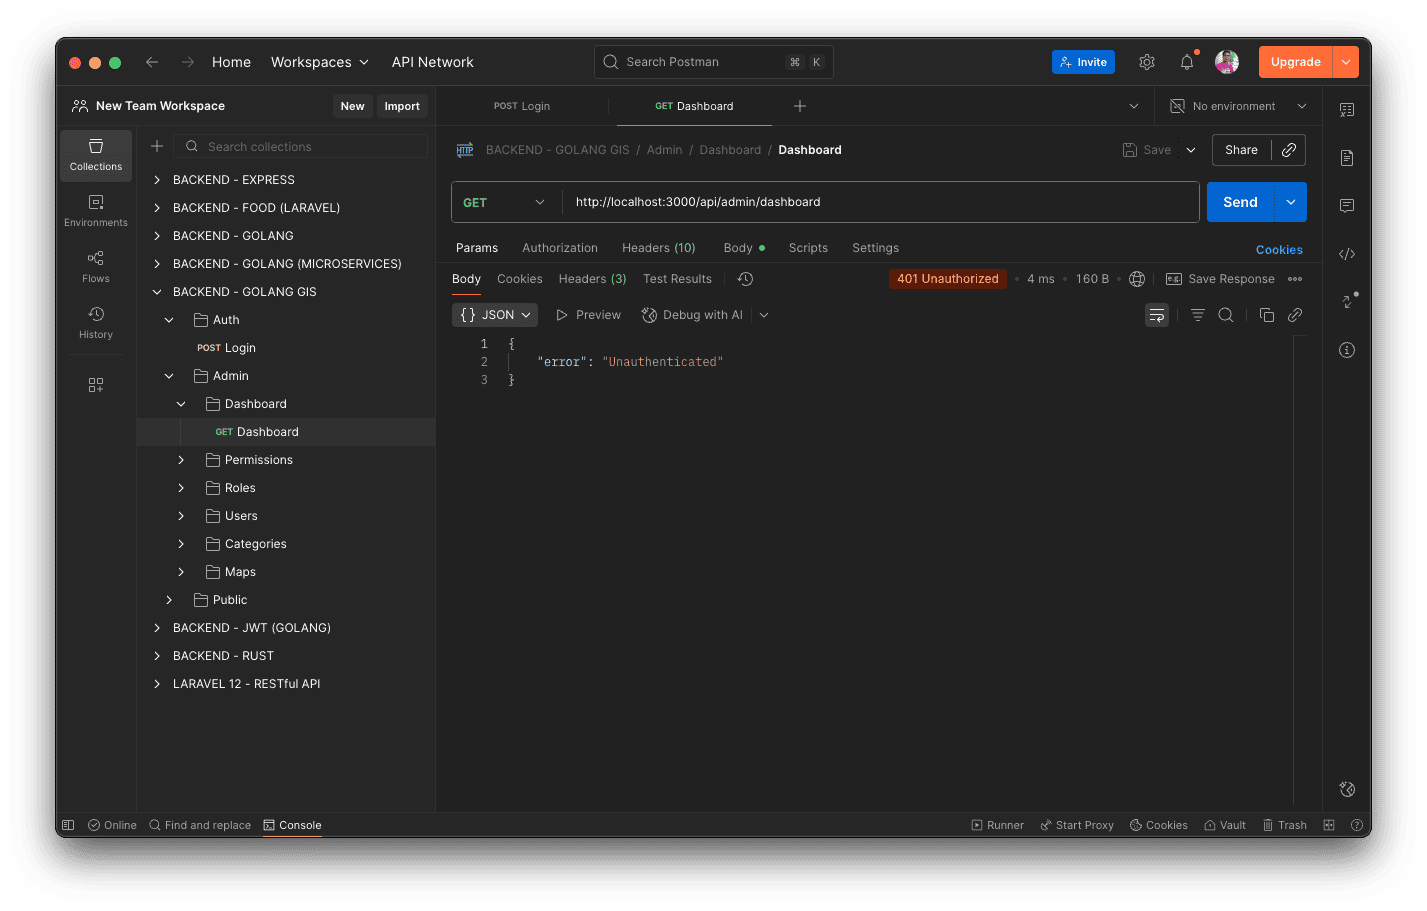 Home Workspaces API Network Search Postman ⌘ K Invite Upgrade
New Team Workspace New Import POST Login GET Dashboard No environment
Collections
Environments
Flows
History
Search collections
BACKEND - EXPRESS
BACKEND - FOOD (LARAVEL)
BACKEND - GOLANG
BACKEND - GOLANG (MICROSERVICES)
BACKEND - GOLANG GIS
Auth
POST Login
Admin
Dashboard
GET Dashboard
Permissions
Roles
Users
Categories
Maps
Public
BACKEND - JWT (GOLANG)
BACKEND - RUST
LARAVEL 12 - RESTful API
HTTP BACKEND - GOLANG GIS / Admin / Dashboard / Dashboard Save Share
GET http://localhost:3000/api/admin/dashboard Send
Params Authorization Headers (10) Body Scripts Settings Cookies
Body Cookies Headers (3) Test Results 401 Unauthorized 4 ms 160 B e.g. Save Response
{} JSON Preview Debug with AI
1 {
2 "error": "Unauthenticated"
3 }
Online Find and replace Console Runner Start Proxy Cookies Vault Trash